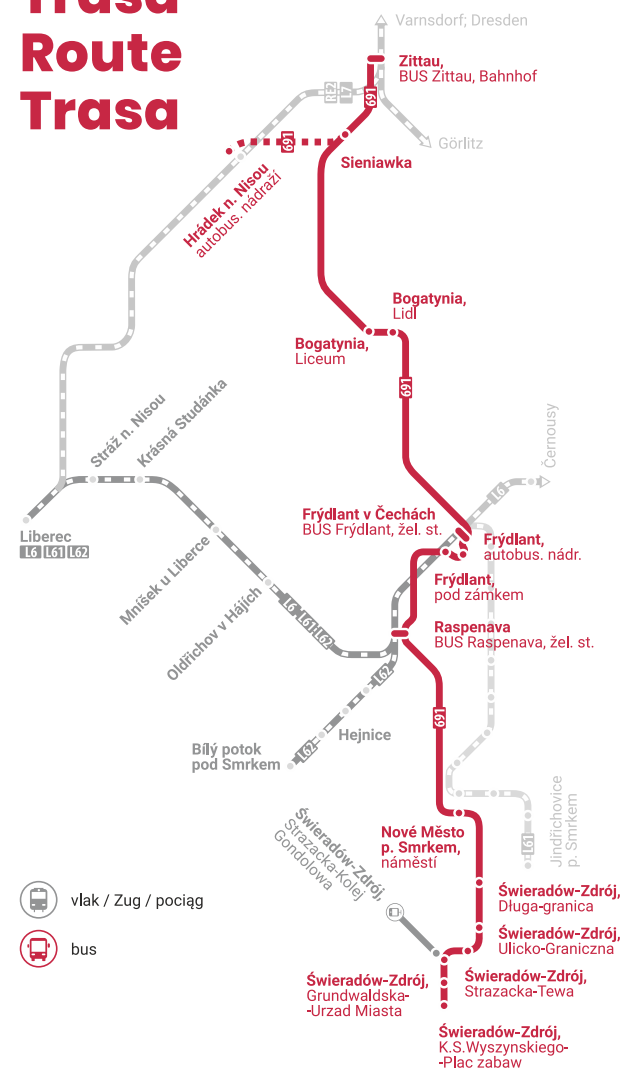 Trasa
Route
Trasa
Varnsdorf; Dresden
Zittau,
BUS Zittau, Bahnhof
RE2 L7
691
Görlitz
691
Sieniawka
Hrádek n. Nisou
autobus. nádraží
Bogatynia,
Lidl
Bogatynia,
Liceum
691
Stráž n. Nisou
Krásná Studánka
Černousy
L6
Liberec
L6 L61 L62
Frýdlant v Čechách
BUS Frýdlant, žel. st.
Frýdlant,
autobus. nádr.
Mníšek u Liberce
Frýdlant,
pod zámkem
Oldřichov v Hájích
L6 L61 L62
Raspenava
BUS Raspenava, žel. st.
L62
691
Hejnice
L62
Bílý potok
pod Smrkem
Jindřichovice
p. Smrkem
L61
Nové Město
p. Smrkem,
náměstí
Świeradów-Zdrój,
Strazacka-Kolej
Gondolowa
Świeradów-Zdrój,
Długa-granica
vlak / Zug / pociąg
Świeradów-Zdrój,
Ulicko-Graniczna
bus
Świeradów-Zdrój,
Grundwaldska-
-Urzad Miasta
Świeradów-Zdrój,
Strazacka-Tewa
Świeradów-Zdrój,
K.S.Wyszynskiego-
-Plac zabaw